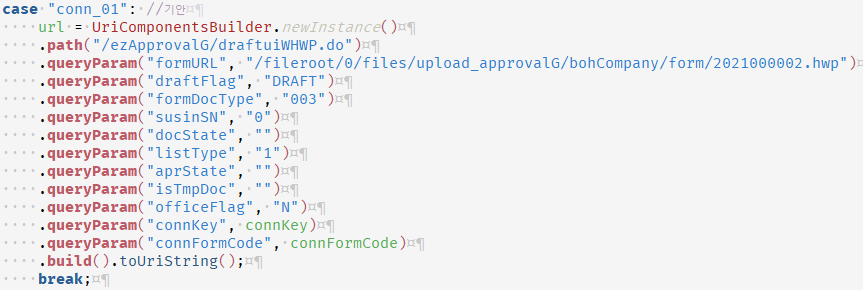 case "conn_01": //기안
url = UriComponentsBuilder.newInstance()
.path("/ezApprovalG/draftuiWHWP.do")
.queryParam("formURL", "/fileroot/0/files/upload_approvalG/bohCompany/form/2021000002.hwp")
.queryParam("draftFlag", "DRAFT")
.queryParam("formDocType", "003")
.queryParam("susinSN", "0")
.queryParam("docState", "")
.queryParam("listType", "1")
.queryParam("aprState", "")
.queryParam("isTmpDoc", "")
.queryParam("officeFlag", "N")
.queryParam("connKey", connKey)
.queryParam("connFormCode", connFormCode)
.build().toUriString();
break;